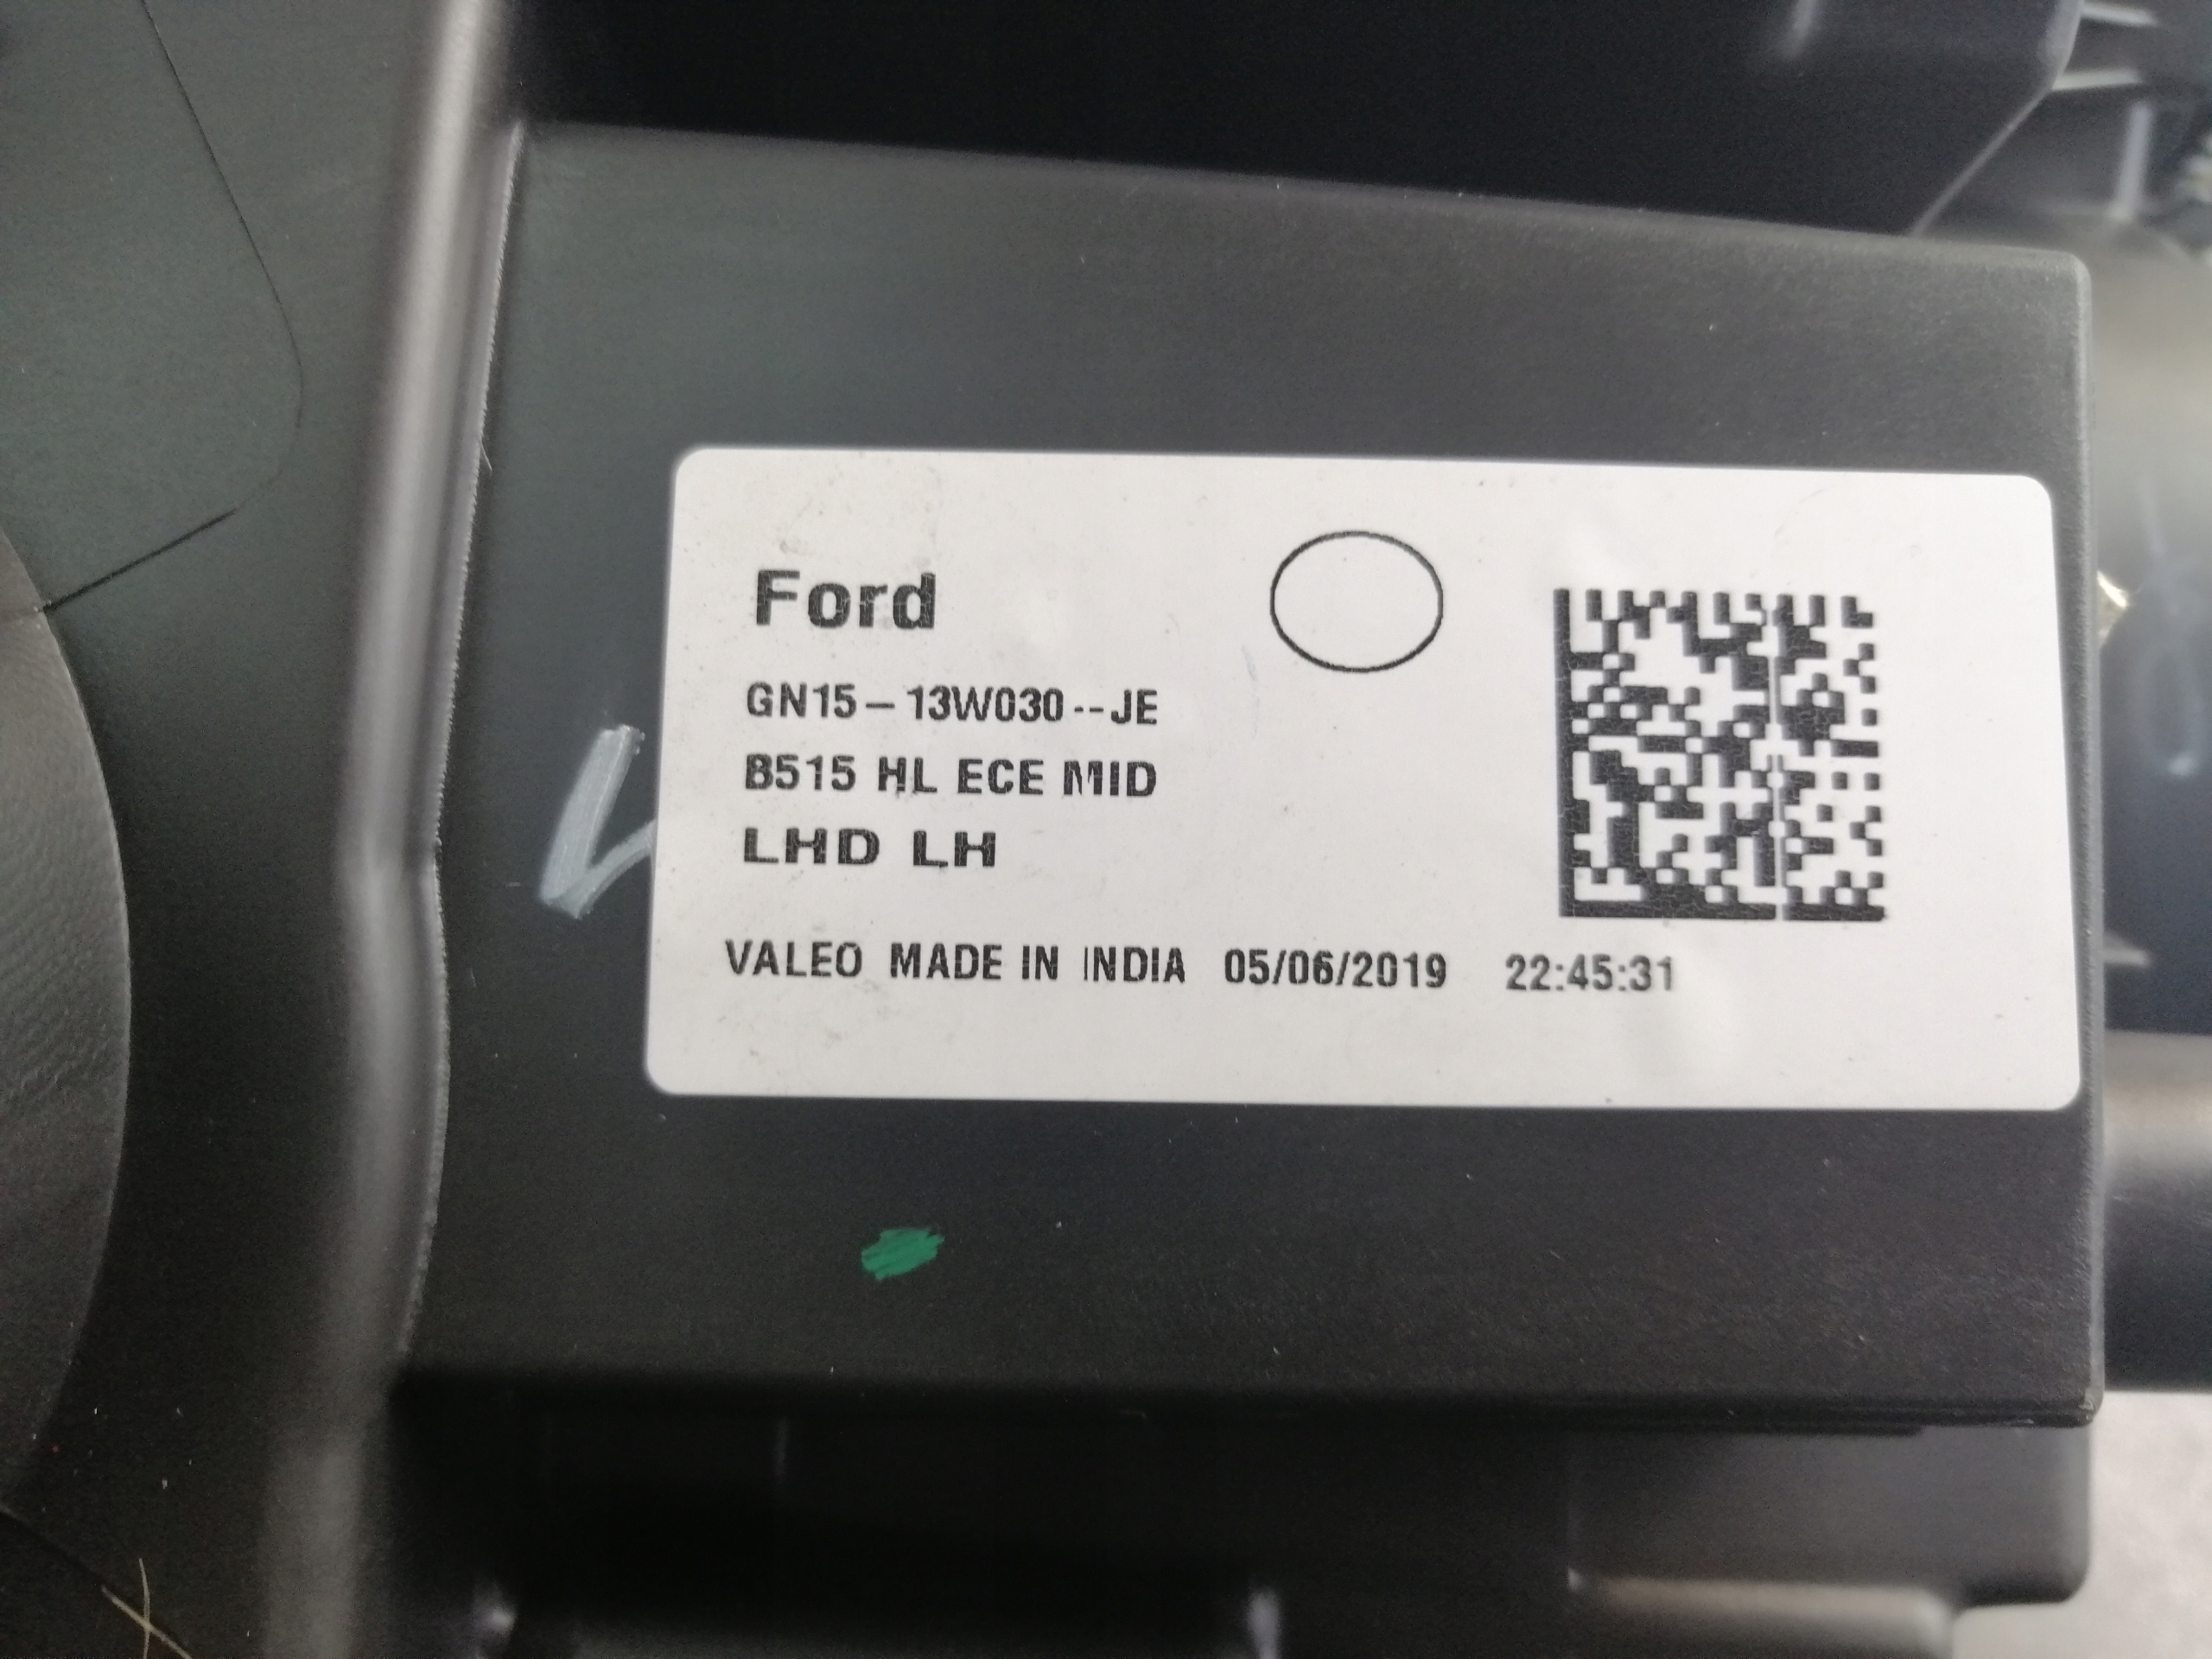 Ford
GN15-13W030--JE
B515 HL ECE MID
LHD LH
VALEO MADE IN INDIA 05/06/2019 22:45:31